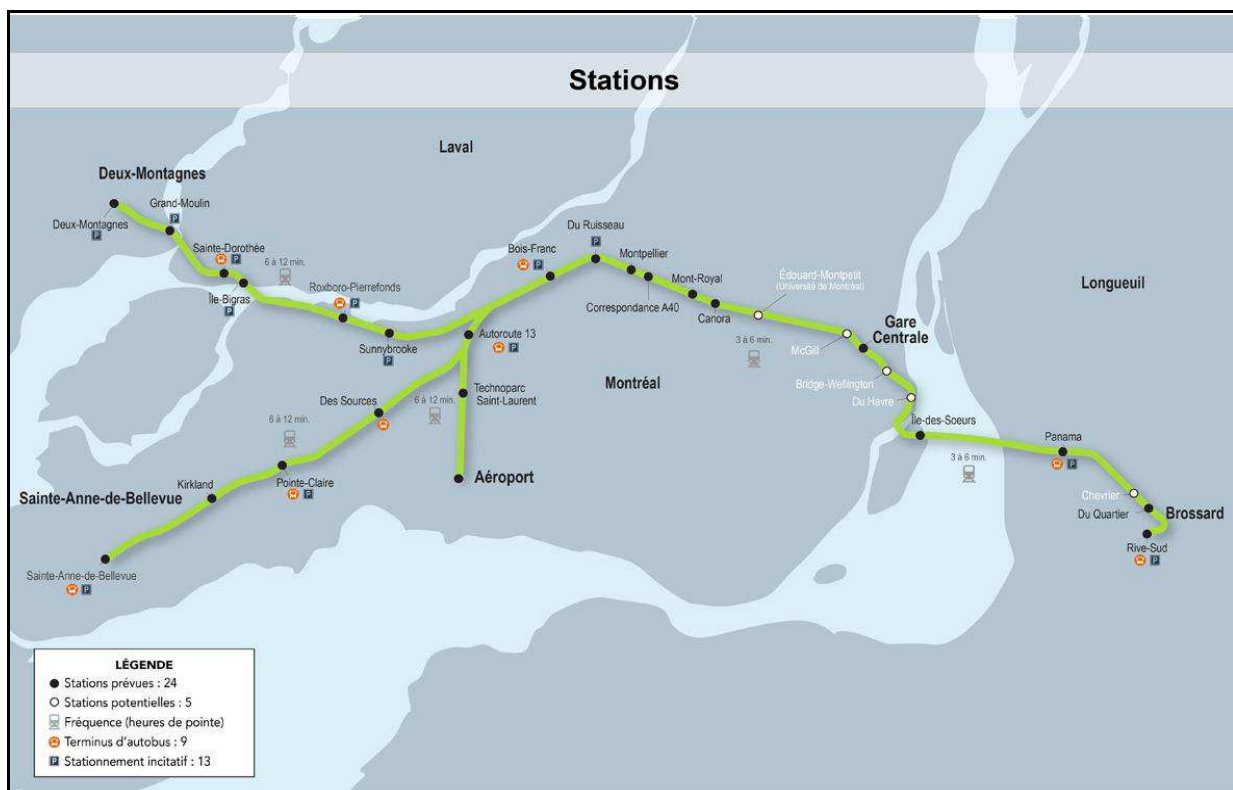 Stations
Laval
Deux-Montagnes
Grand-Moulin
Deux-Montagnes
P
P
Sainte-Dorothée
P
6 à 12 min.
Île-Bigras
P
Roxboro-Pierrefonds
P
Sunnybrooke
P
Bois-Franc
P
Du Ruisseau
P
Montpellier
Correspondance A40
Mont-Royal
Canora
Édouard-Montpetit
(Université de Montréal)
Longueuil
3 à 6 min.
McGill
Gare
Centrale
Bridge-Wellington
Du Havre
Île-des-Soeurs
Montréal
Autoroute 13
P
Technoparc
Saint-Laurent
6 à 12 min.
Aéroport
Des Sources
6 à 12 min.
Pointe-Claire
P
Kirkland
Sainte-Anne-de-Bellevue
Sainte-Anne-de-Bellevue
P
3 à 6 min.
Panama
P
Chevrier
Du Quartier
Brossard
Rive-Sud
P
LÉGENDE
Stations prévues : 24
Stations potentielles : 5
Fréquence (heures de pointe)
Terminus d'autobus : 9
P Stationnement incitatif : 13